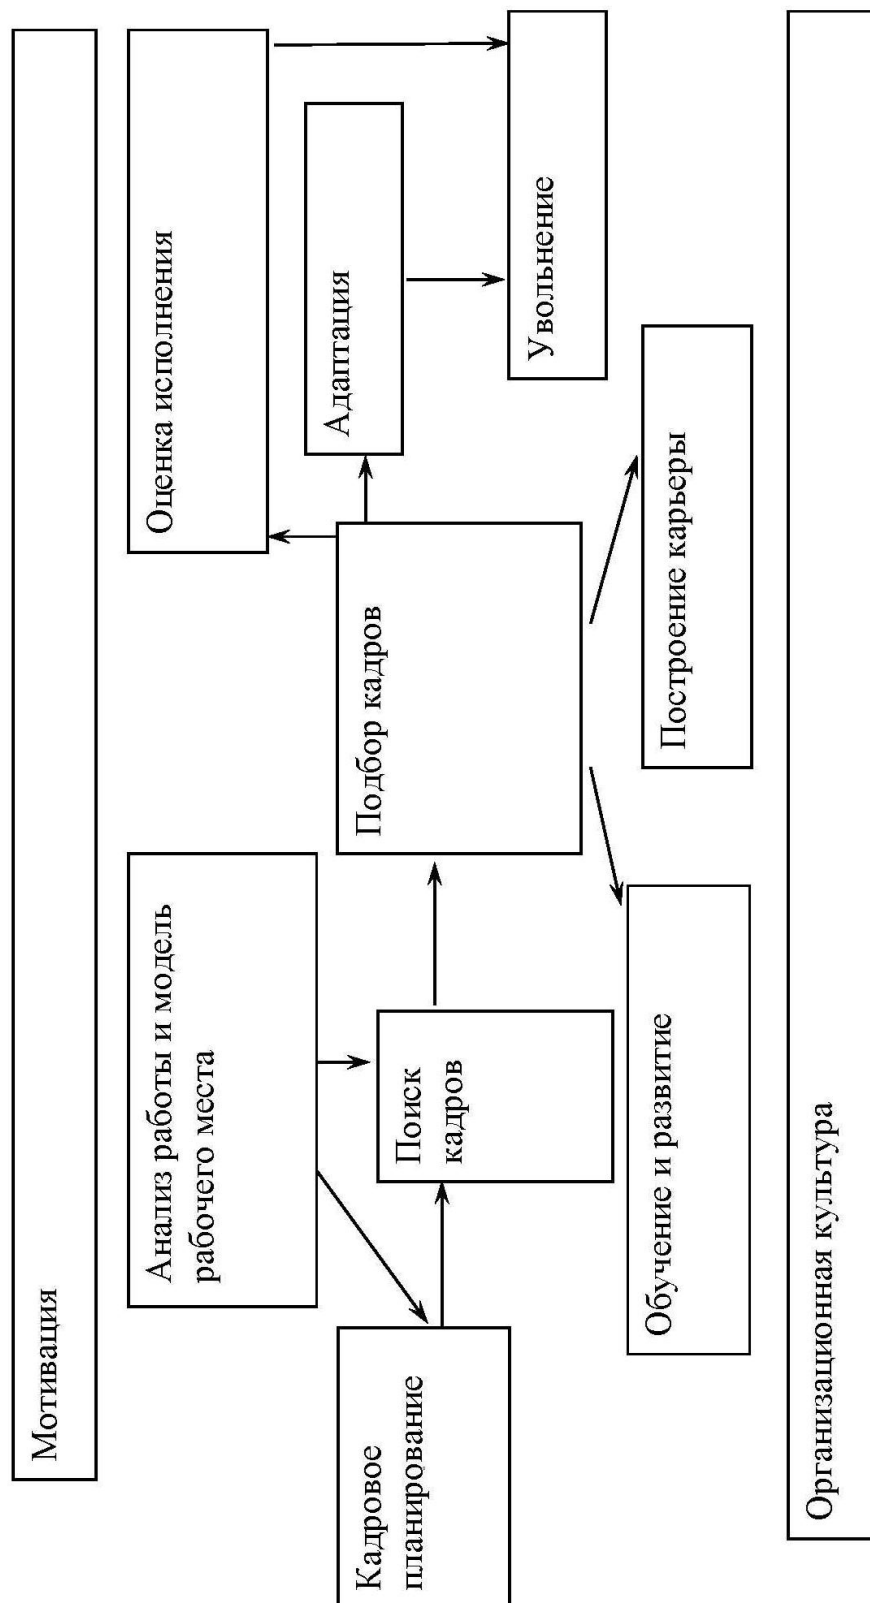 Мотивация
Анализ работы и модель
рабочего места
Оценка исполнения
Адаптация
Кадровое
планирование
Поиск
кадров
Подбор кадров
Увольнение
Обучение и развитие
Построение карьеры
Организационная культура